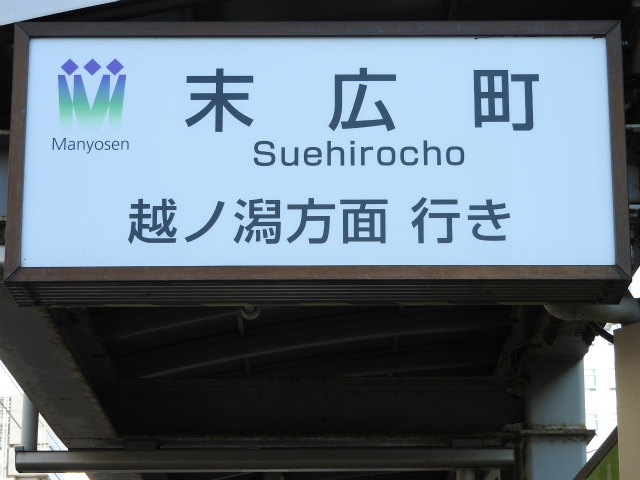 Manyosen
末広町
Suehirocho
越ノ潟方面 行き